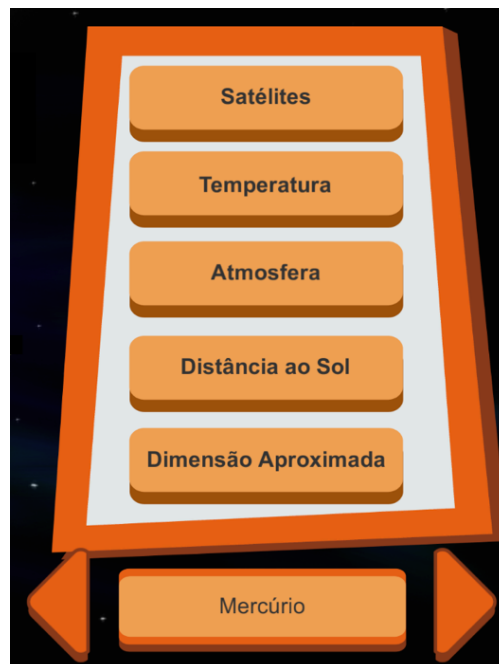 Satélites
Temperatura
Atmosfera
Distância ao Sol
Dimensão Aproximada
Mercúrio